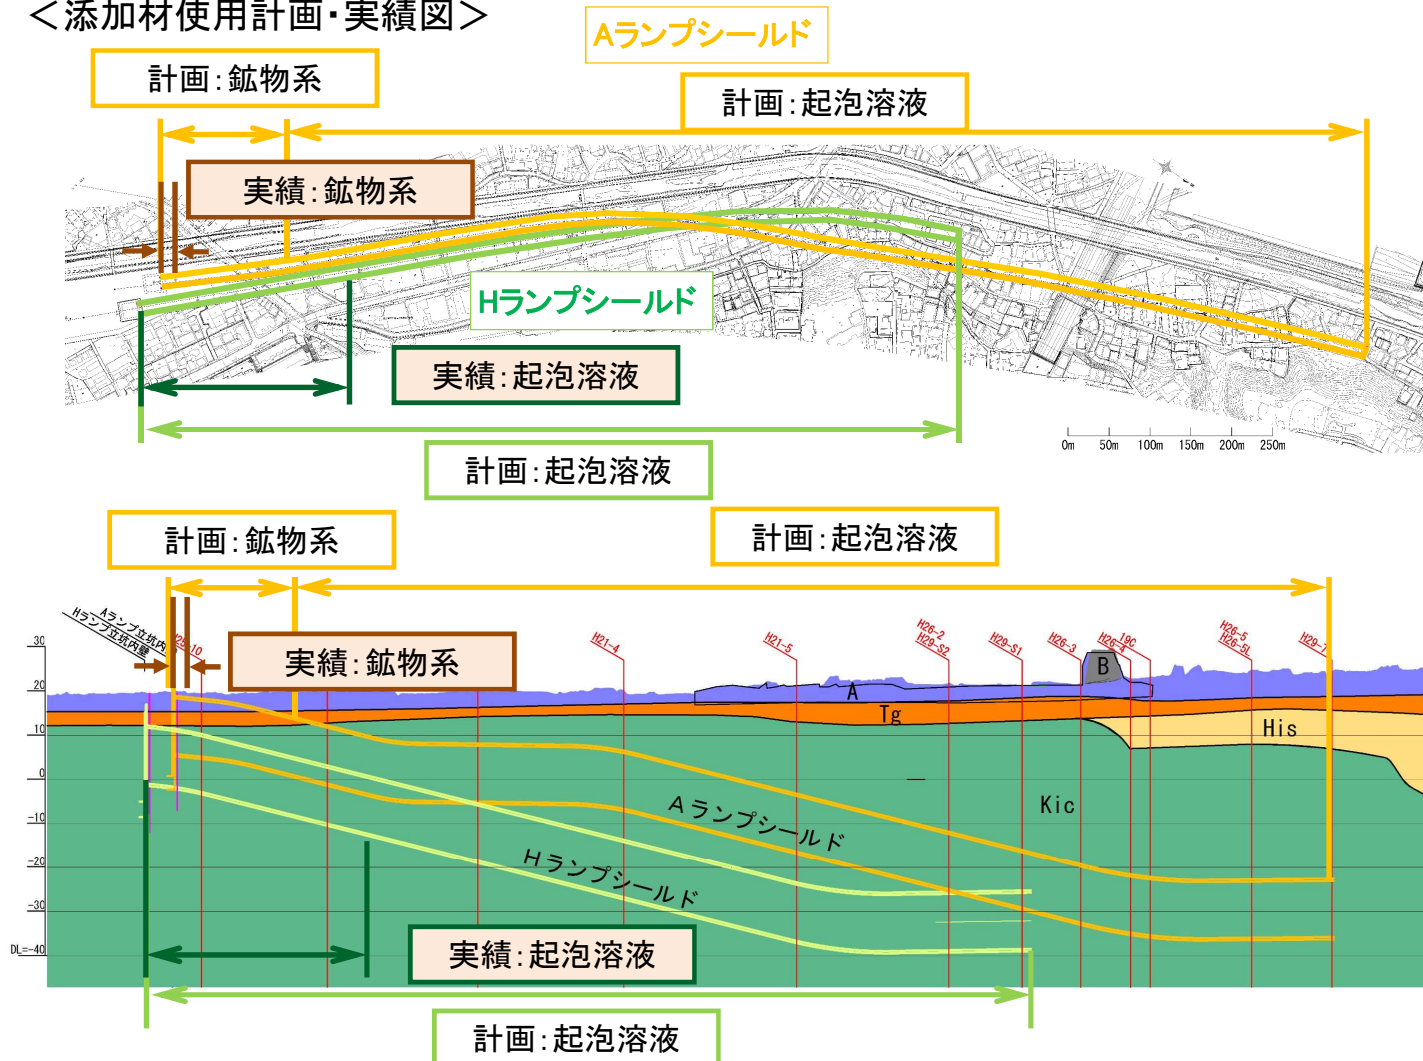 ＜添加材使用計画・実績図＞
Aランプシールド
計画：鉱物系
計画：起泡溶液
実績：鉱物系
Hランプシールド
実績：起泡溶液
計画：起泡溶液
0m 50m 100m 150m 200m 250m
計画：鉱物系
計画：起泡溶液
Aランプ立坑内
Hランプ立坑内壁
実績：鉱物系
H21-4
H21-5
H26-2
H29-S2
H29-S1
H26-3
H26-4
19C
H26-5
H26-5L
H29-7
30
20
10
0
-10
-20
-30
DL=-40
A
B
Tg
His
Kic
Aランプシールド
Hランプシールド
実績：起泡溶液
計画：起泡溶液